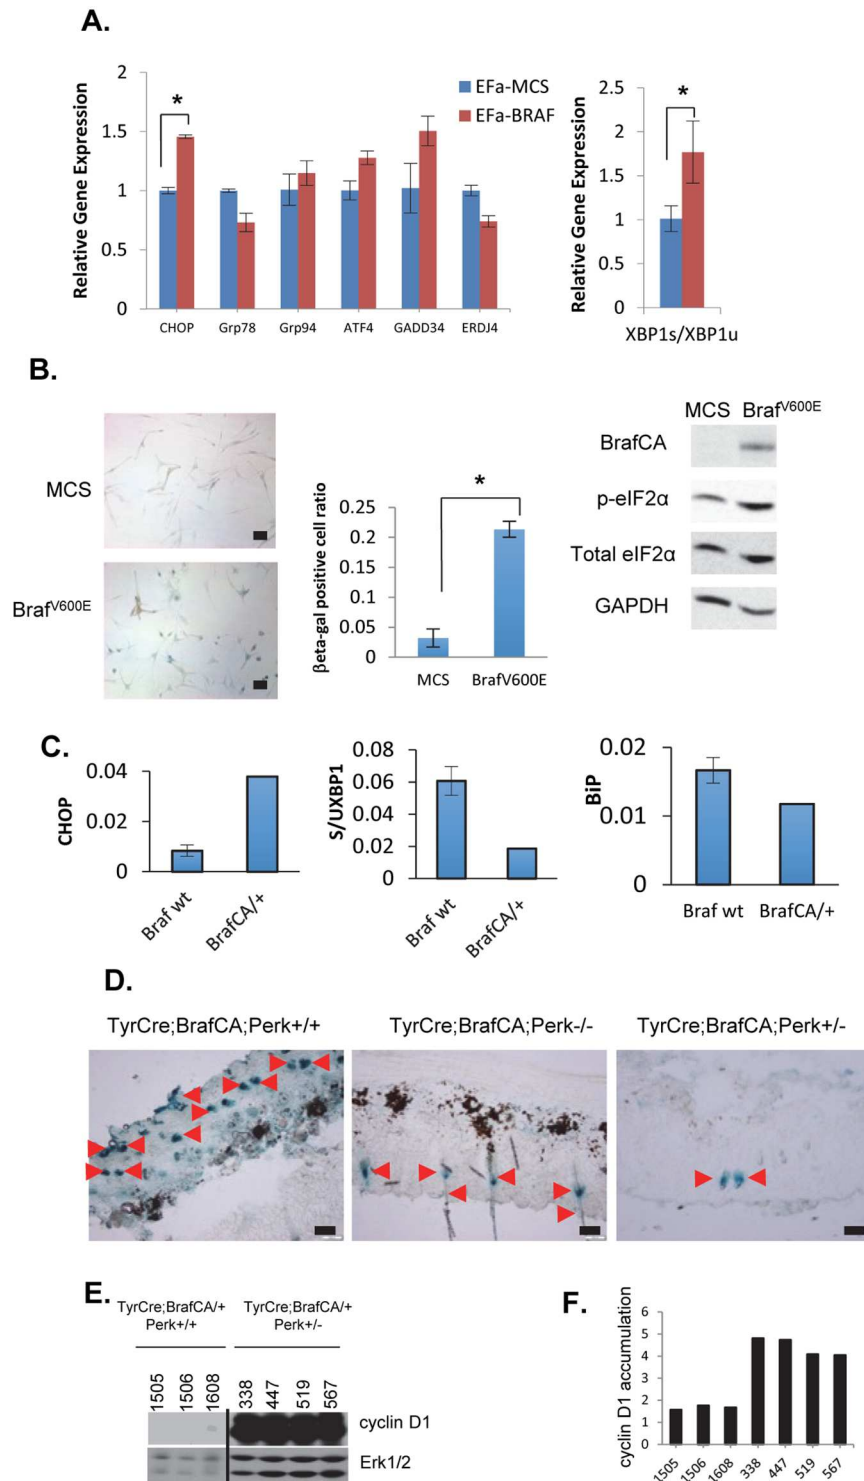 A.
EFa-MCS
EFa-BRAF
Relative Gene Expression
2
1.5
1
0.5
0
*
CHOP Grp78 Grp94 ATF4 GADD34 ERDJ4
Relative Gene Expression
2.5
2
1.5
1
0.5
0
*
XBP1s/XBP1u
B.
MCS
BrafV600E
βeta-gal positive cell ratio
0.25
0.2
0.15
0.1
0.05
0
*
MCS BrafV600E
MCS BrafV600E
BrafCA
p-eIF2α
Total eIF2α
GAPDH
C.
CHOP
0.04
0.02
0
Braf wt BrafCA/+
S/UXBP1
0.08
0.06
0.04
0.02
0
Braf wt BrafCA/+
BiP
0.02
0.01
0
Braf wt BrafCA/+
D.
TyrCre;BrafCA;Perk+/+ TyrCre;BrafCA;Perk-/- TyrCre;BrafCA;Perk+/-
E.
TyrCre;BrafCA/+ TyrCre;BrafCA/+
Perk+/+ Perk+/-
1505 1506 1608 338 447 519 567
cyclin D1
Erk1/2
F.
cyclin D1 accumulation
6
5
4
3
2
1
0
1505 1506 1608 338 447 519 567